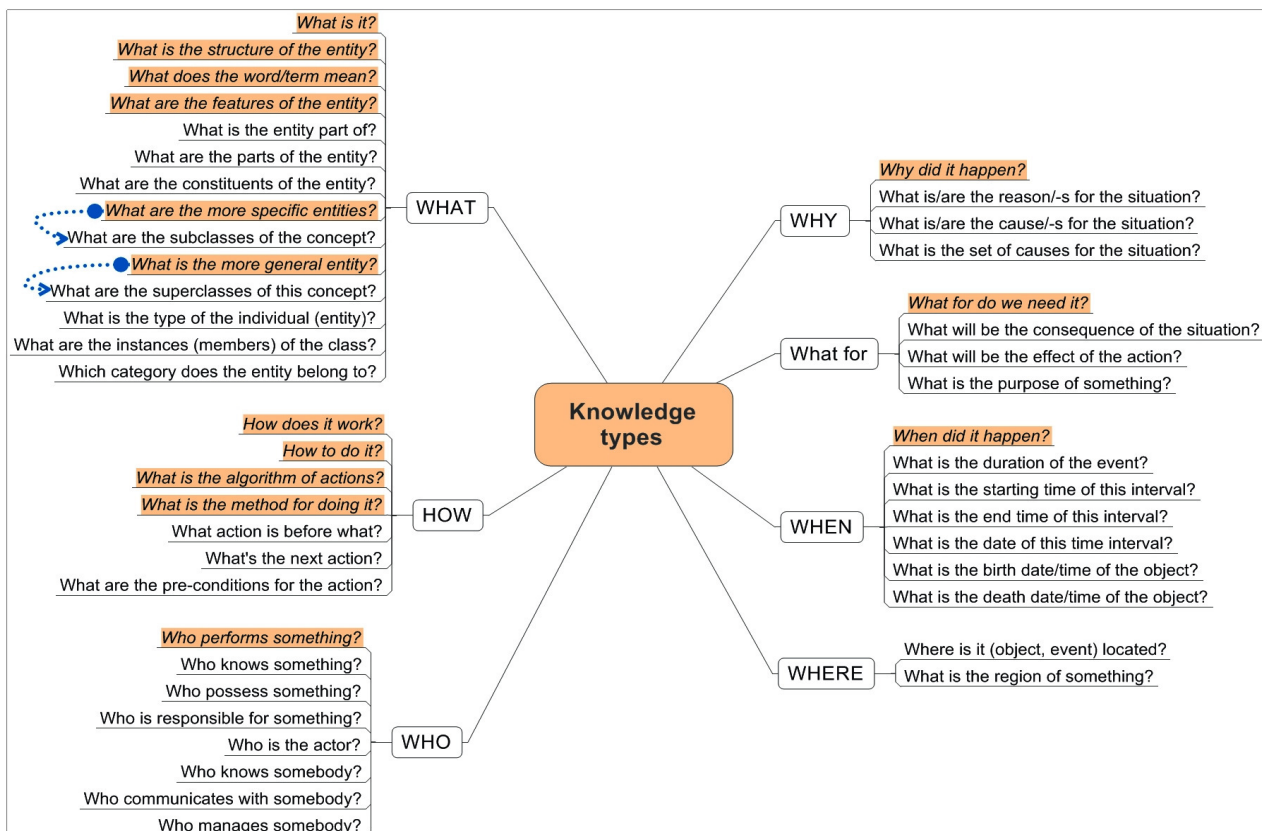 What is it?
What is the structure of the entity?
What does the word/term mean?
What are the features of the entity?
What is the entity part of?
What are the parts of the entity?
What are the constituents of the entity?
What are the more specific entities?
What are the subclasses of the concept?
What is the more general entity?
What are the superclasses of this concept?
What is the type of the individual (entity)?
What are the instances (members) of the class?
Which category does the entity belong to?
WHAT
How does it work?
How to do it?
What is the algorithm of actions?
What is the method for doing it?
What action is before what?
What's the next action?
What are the pre-conditions for the action?
HOW
Who performs something?
Who knows something?
Who possess something?
Who is responsible for something?
Who is the actor?
Who knows somebody?
Who communicates with somebody?
Who manages somebody?
WHO
Knowledge
types
WHY
Why did it happen?
What is/are the reason/-s for the situation?
What is/are the cause/-s for the situation?
What is the set of causes for the situation?
What for
What for do we need it?
What will be the consequence of the situation?
What will be the effect of the action?
What is the purpose of something?
WHEN
When did it happen?
What is the duration of the event?
What is the starting time of this interval?
What is the end time of this interval?
What is the date of this time interval?
What is the birth date/time of the object?
What is the death date/time of the object?
WHERE
Where is it (object, event) located?
What is the region of something?